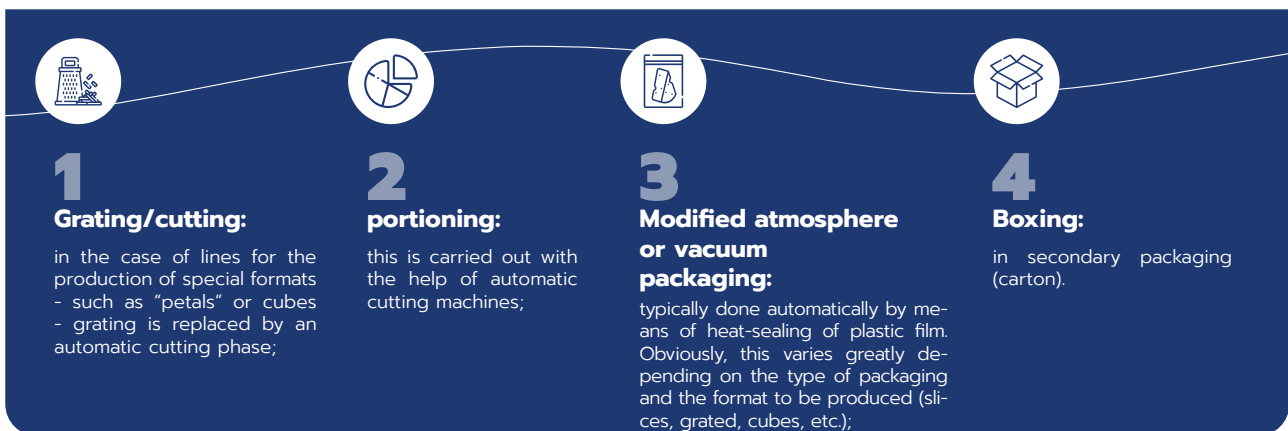 1
Grating/cutting:
in the case of lines for the
production of special formats
- such as “petals” or cubes
- grating is replaced by an
automatic cutting phase;
2
portioning:
this is carried out with
the help of automatic
cutting machines;
3
Modified atmosphere
or vacuum
packaging:
typically done automatically by me-
ans of heat-sealing of plastic film.
Obviously, this varies greatly de-
pending on the type of packaging
and the format to be produced (sli-
ces, grated, cubes, etc.);
4
Boxing:
in secondary packaging
(carton).